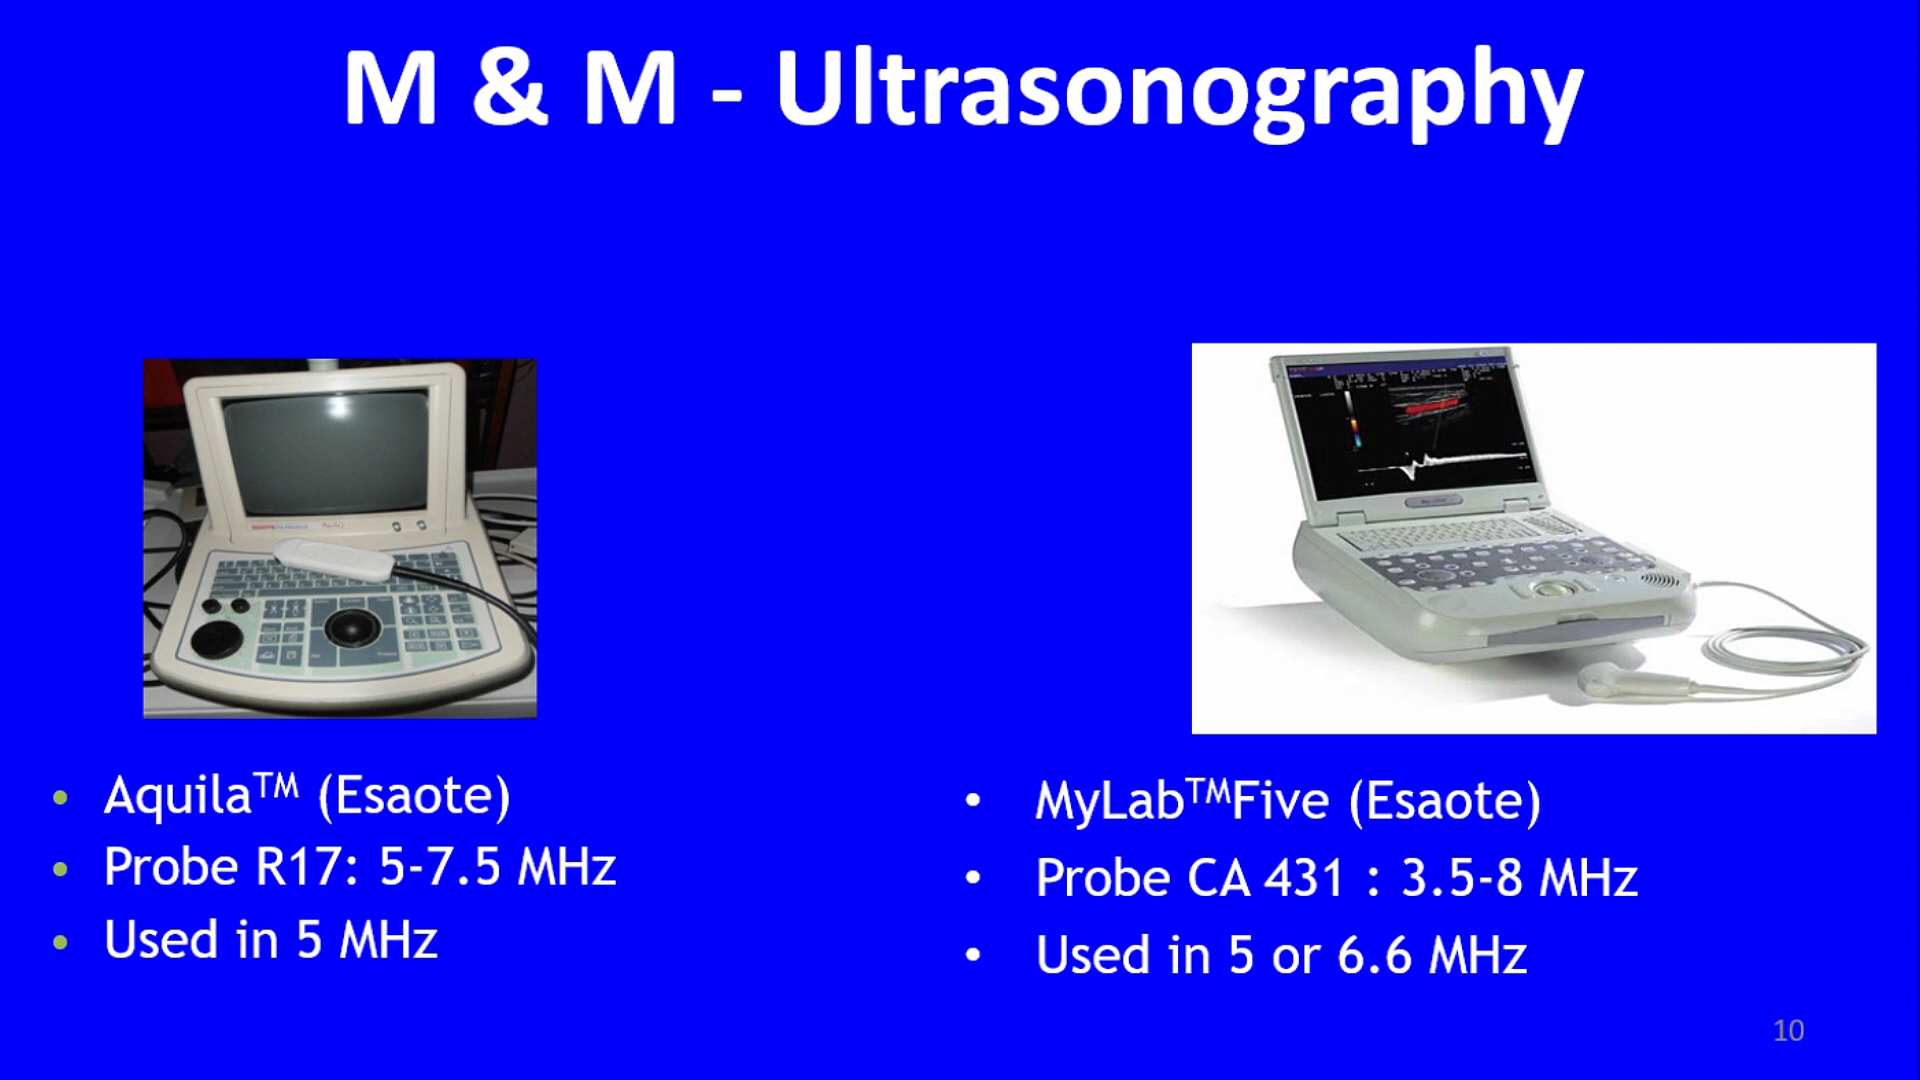 M & M - Ultrasonography
Aquila™ (Esaote)
Probe R17: 5-7.5 MHz
Used in 5 MHz
MyLab™Five (Esaote)
Probe CA 431 : 3.5-8 MHz
Used in 5 or 6.6 MHz
10